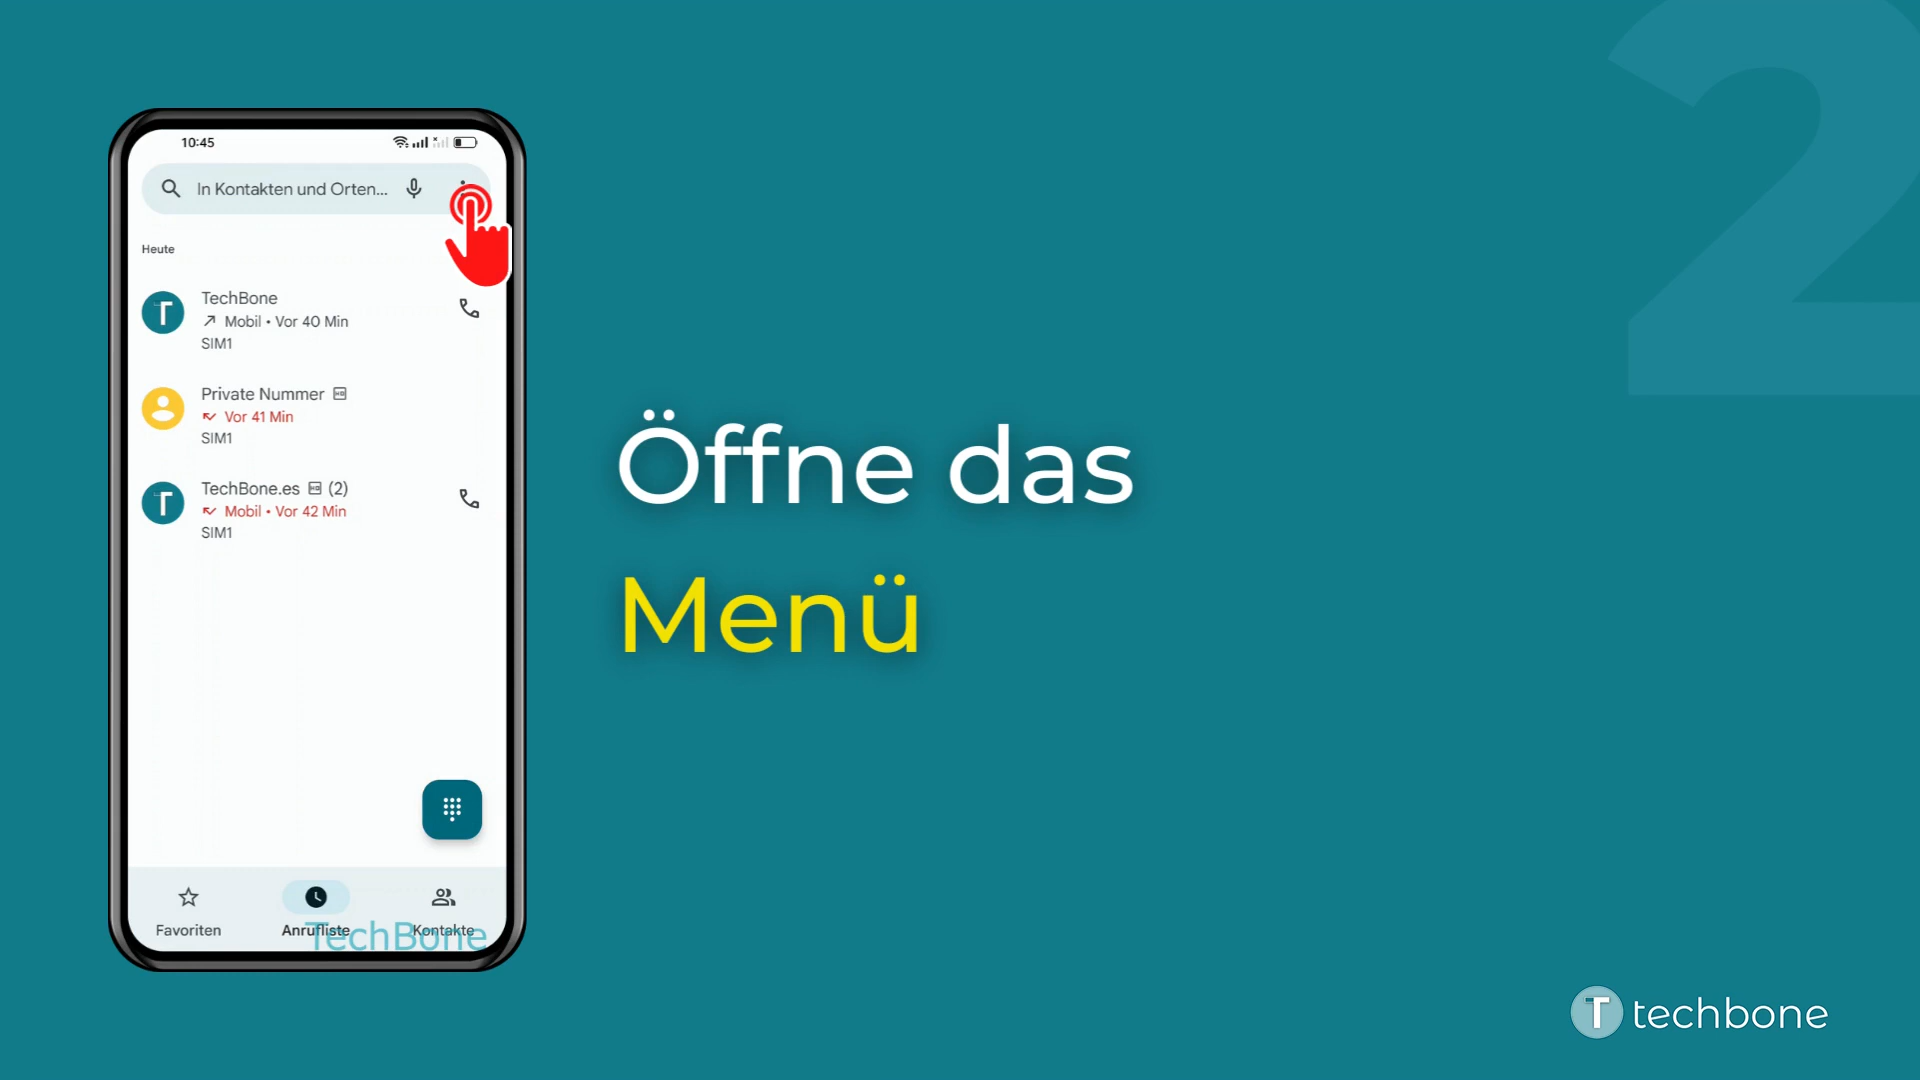 2
10:45
In Kontakten und Orten...
Heute
TechBone
Mobil • Vor 40 Min
SIM1
Private Nummer
Vor 41 Min
SIM1
TechBone.es (2)
Mobil • Vor 42 Min
SIM1
Favoriten
Anrufliste
Kontakte
TechBone
Öffne das
Menü
techbone